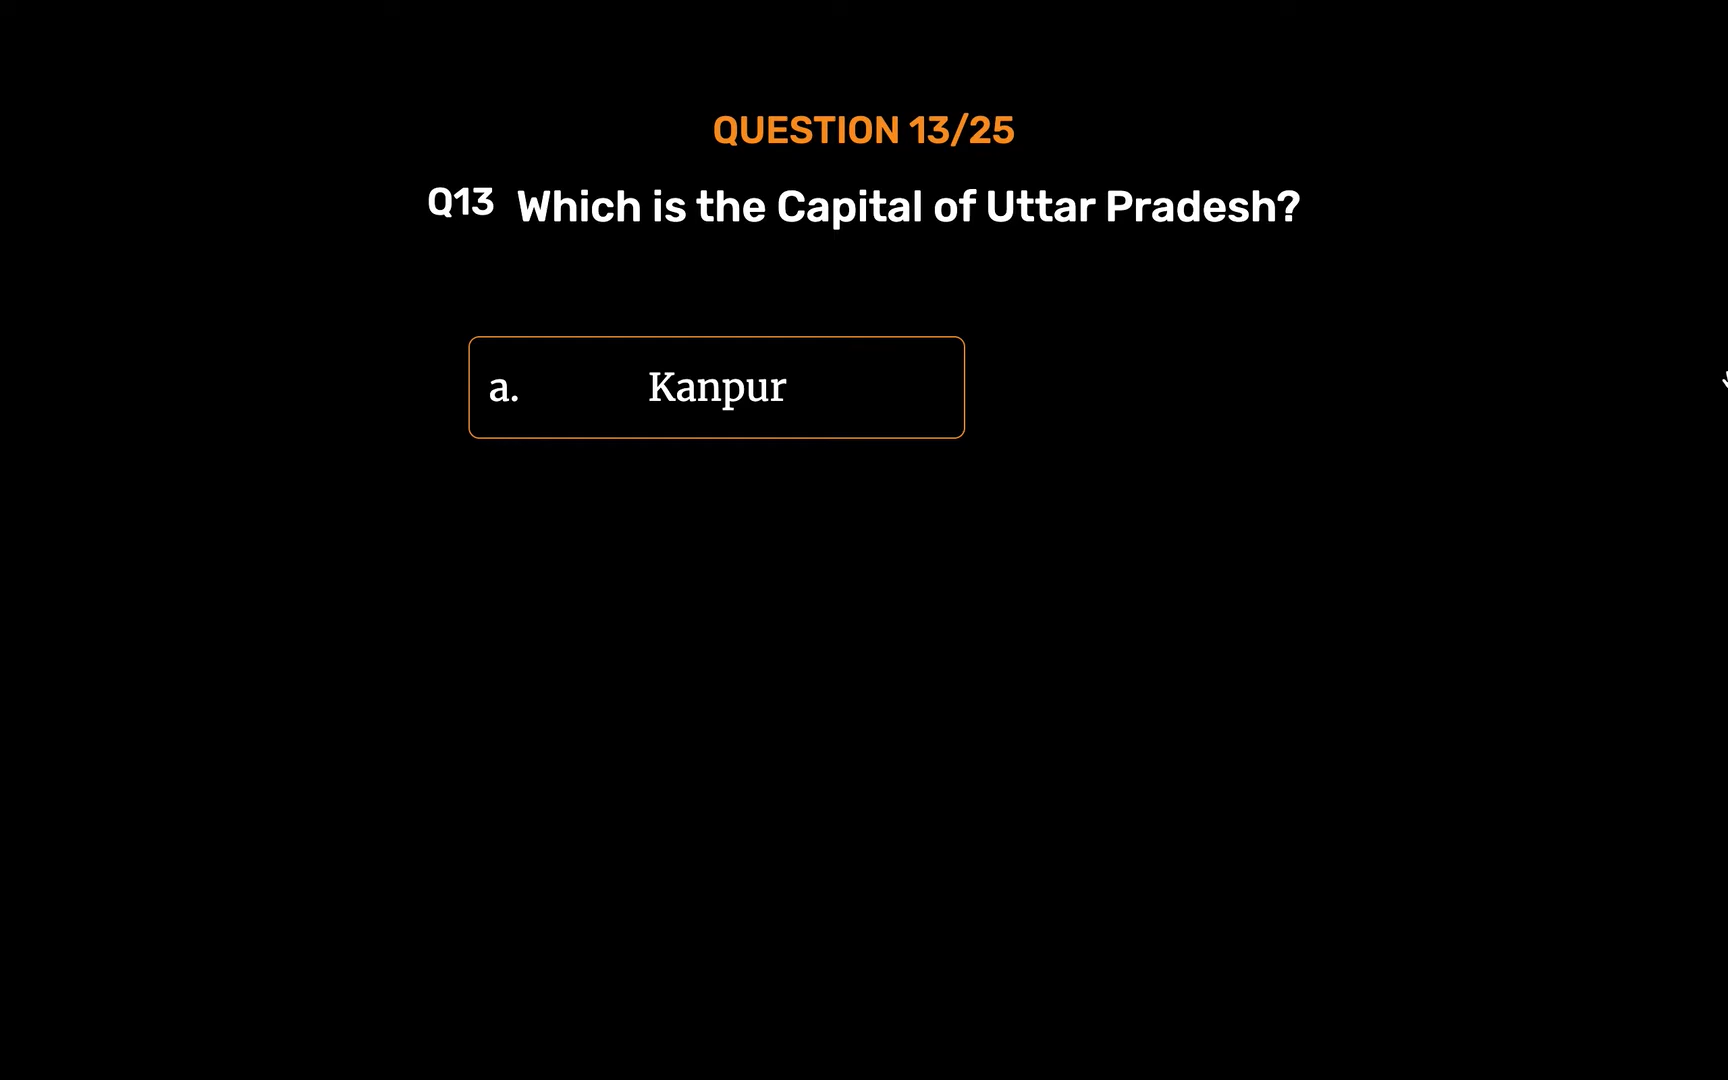 QUESTION 13/25
Q13 Which is the Capital of Uttar Pradesh?
a. Kanpur